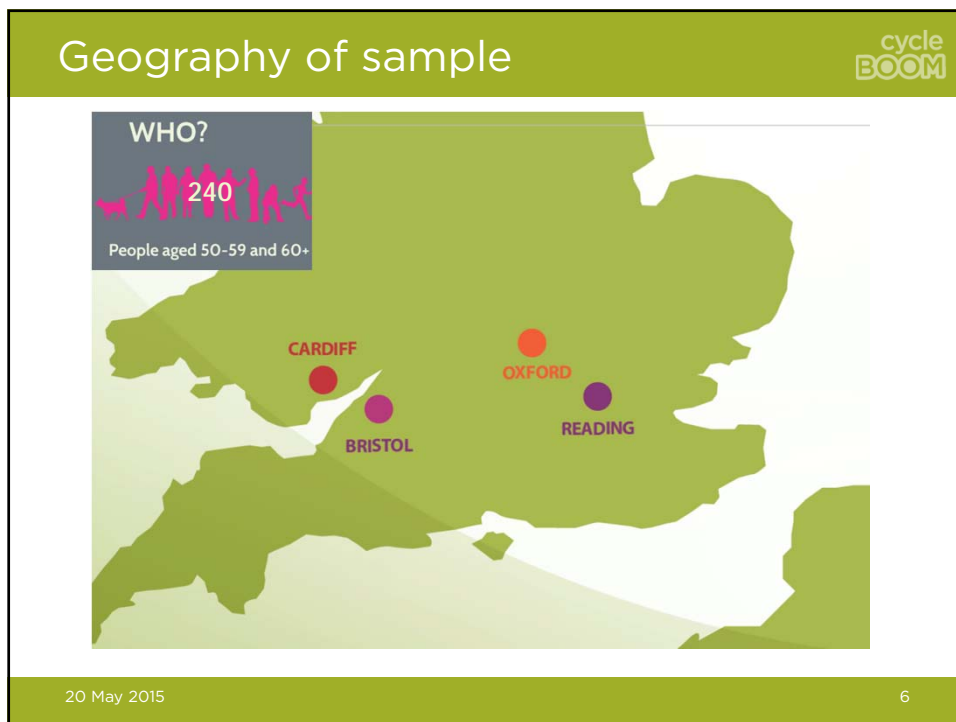 Geography of sample
cycle
BOOM
WHO?
240
People aged 50-59 and 60+
CARDIFF
OXFORD
BRISTOL
READING
20 May 2015
6